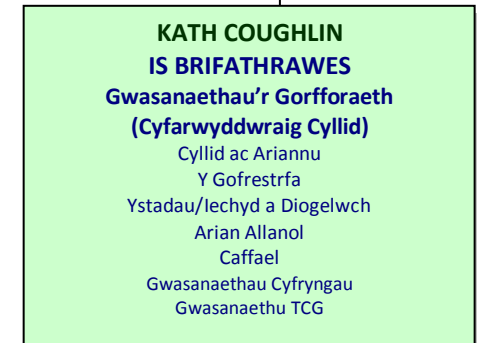 KATH COUGHLIN
IS BRIFATHRAWES
Gwasanaethau'r Gorfforaeth
(Cyfarwyddwraig Cyllid)
Cyllid ac Ariannu
Y Gofrestrfa
Ystadau/Iechyd a Diogelwch
Arian Allanol
Caffael
Gwasanaethau Cyfryngau
Gwasanaethu TCG